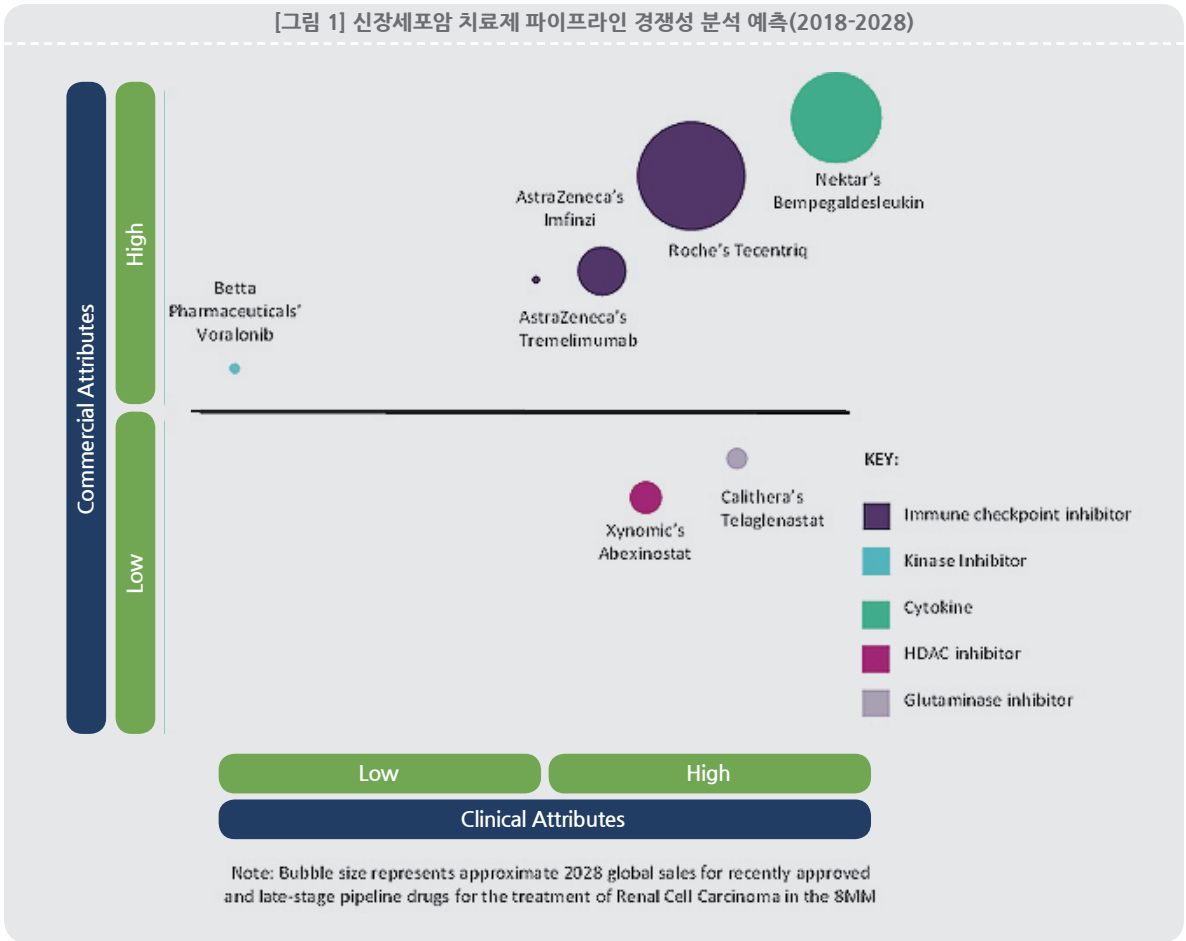 [그림 1] 신장세포암 치료제 파이프라인 경쟁성 분석 예측(2018-2028)
Commercial Attributes
High
Low
Nektar's
Bempegaldesleukin
AstraZeneca's
Imfinzi
Roche's Tecentriq
Betta
Pharmaceuticals'
Voralonib
AstraZeneca's
Tremelimumab
Xynomic's
Abexinostat
Calithera's
Telaglenastat
KEY:
Immune checkpoint inhibitor
Kinase Inhibitor
Cytokine
HDAC inhibitor
Glutaminase inhibitor
Low
High
Clinical Attributes
Note: Bubble size represents approximate 2028 global sales for recently approved
and late-stage pipeline drugs for the treatment of Renal Cell Carcinoma in the 8MM